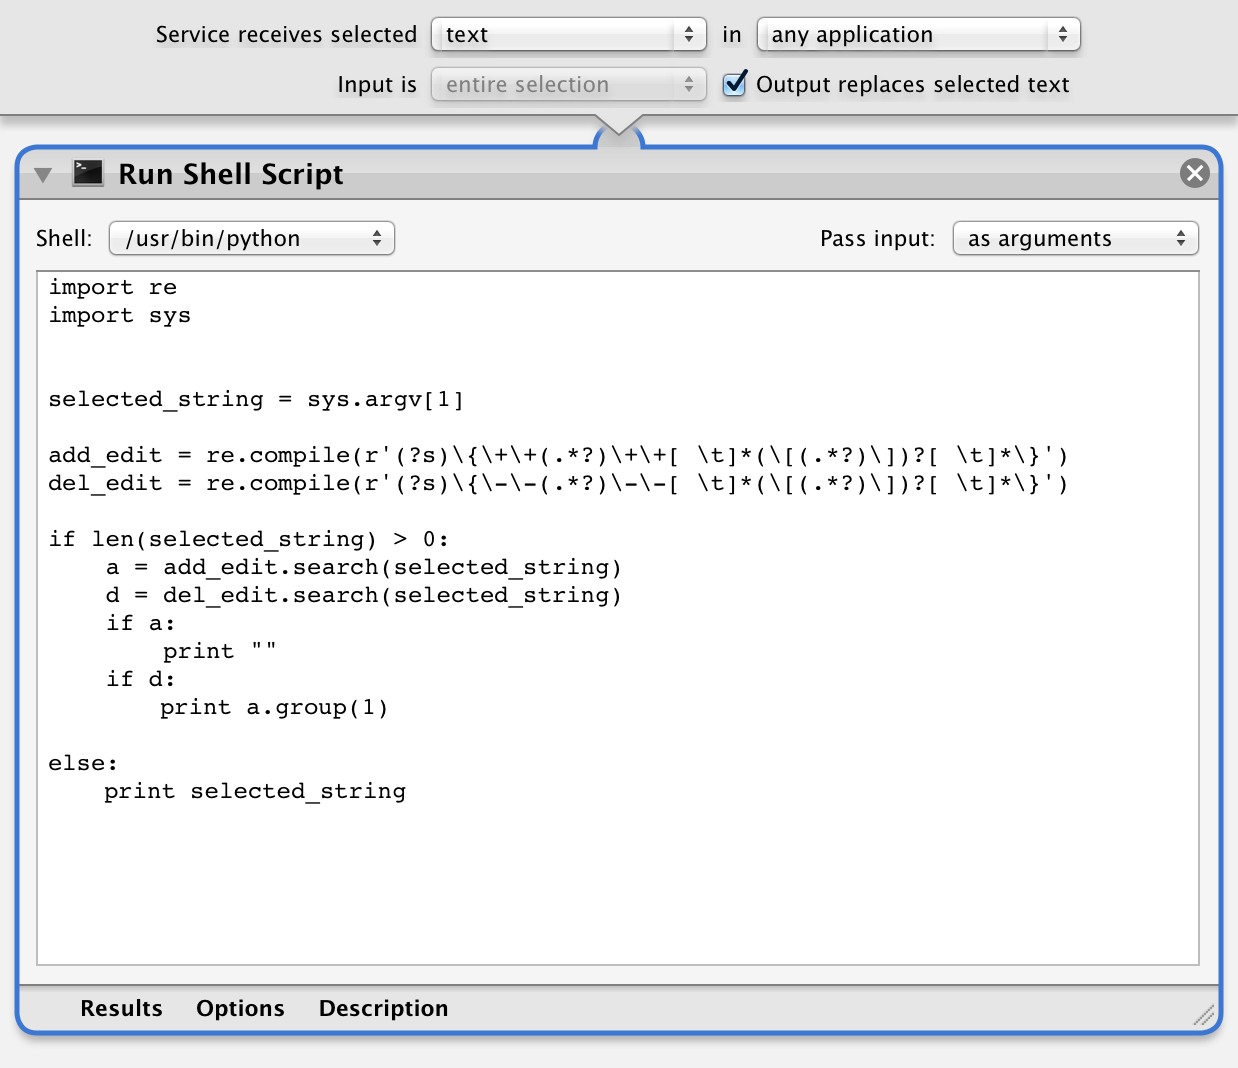 Service receives selected text in any application
Input is entire selection Output replaces selected text
Run Shell Script
Shell: /usr/bin/python Pass input: as arguments
import re
import sys
selected_string = sys.argv[1]
add_edit = re.compile(r'(?s)\{\+\+(.*?)\+\+[ \t]*(\[(.*?)\])?[ \t]*\}')
del_edit = re.compile(r'(?s)\{\-\-(.*?)\-\-[ \t]*(\[(.*?)\])?[ \t]*\}')
if len(selected_string) > 0:
    a = add_edit.search(selected_string)
    d = del_edit.search(selected_string)
    if a:
        print ""
    if d:
        print a.group(1)
else:
    print selected_string
Results Options Description